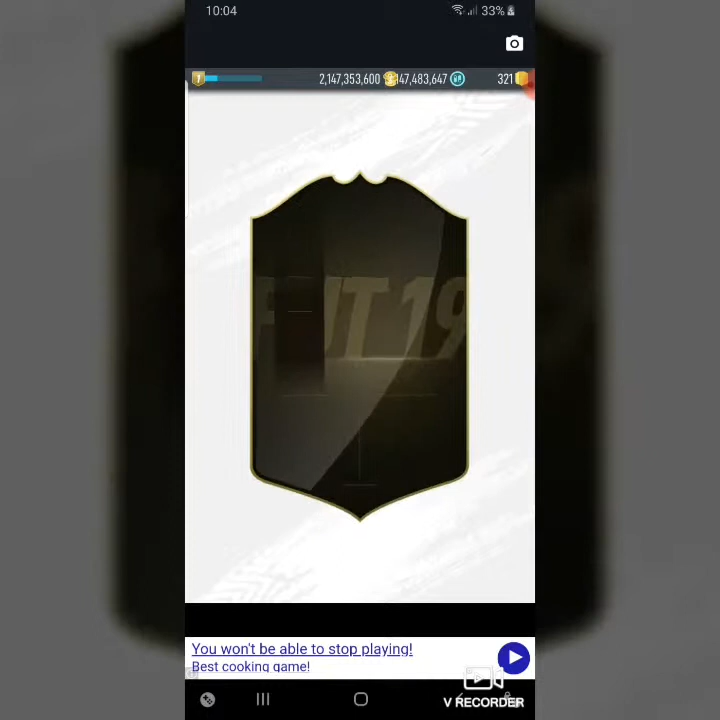 10:04
33%
2,147,353,600
147,483,647
321
FUT 19
You won't be able to stop playing!
Best cooking game!
V RECORDER